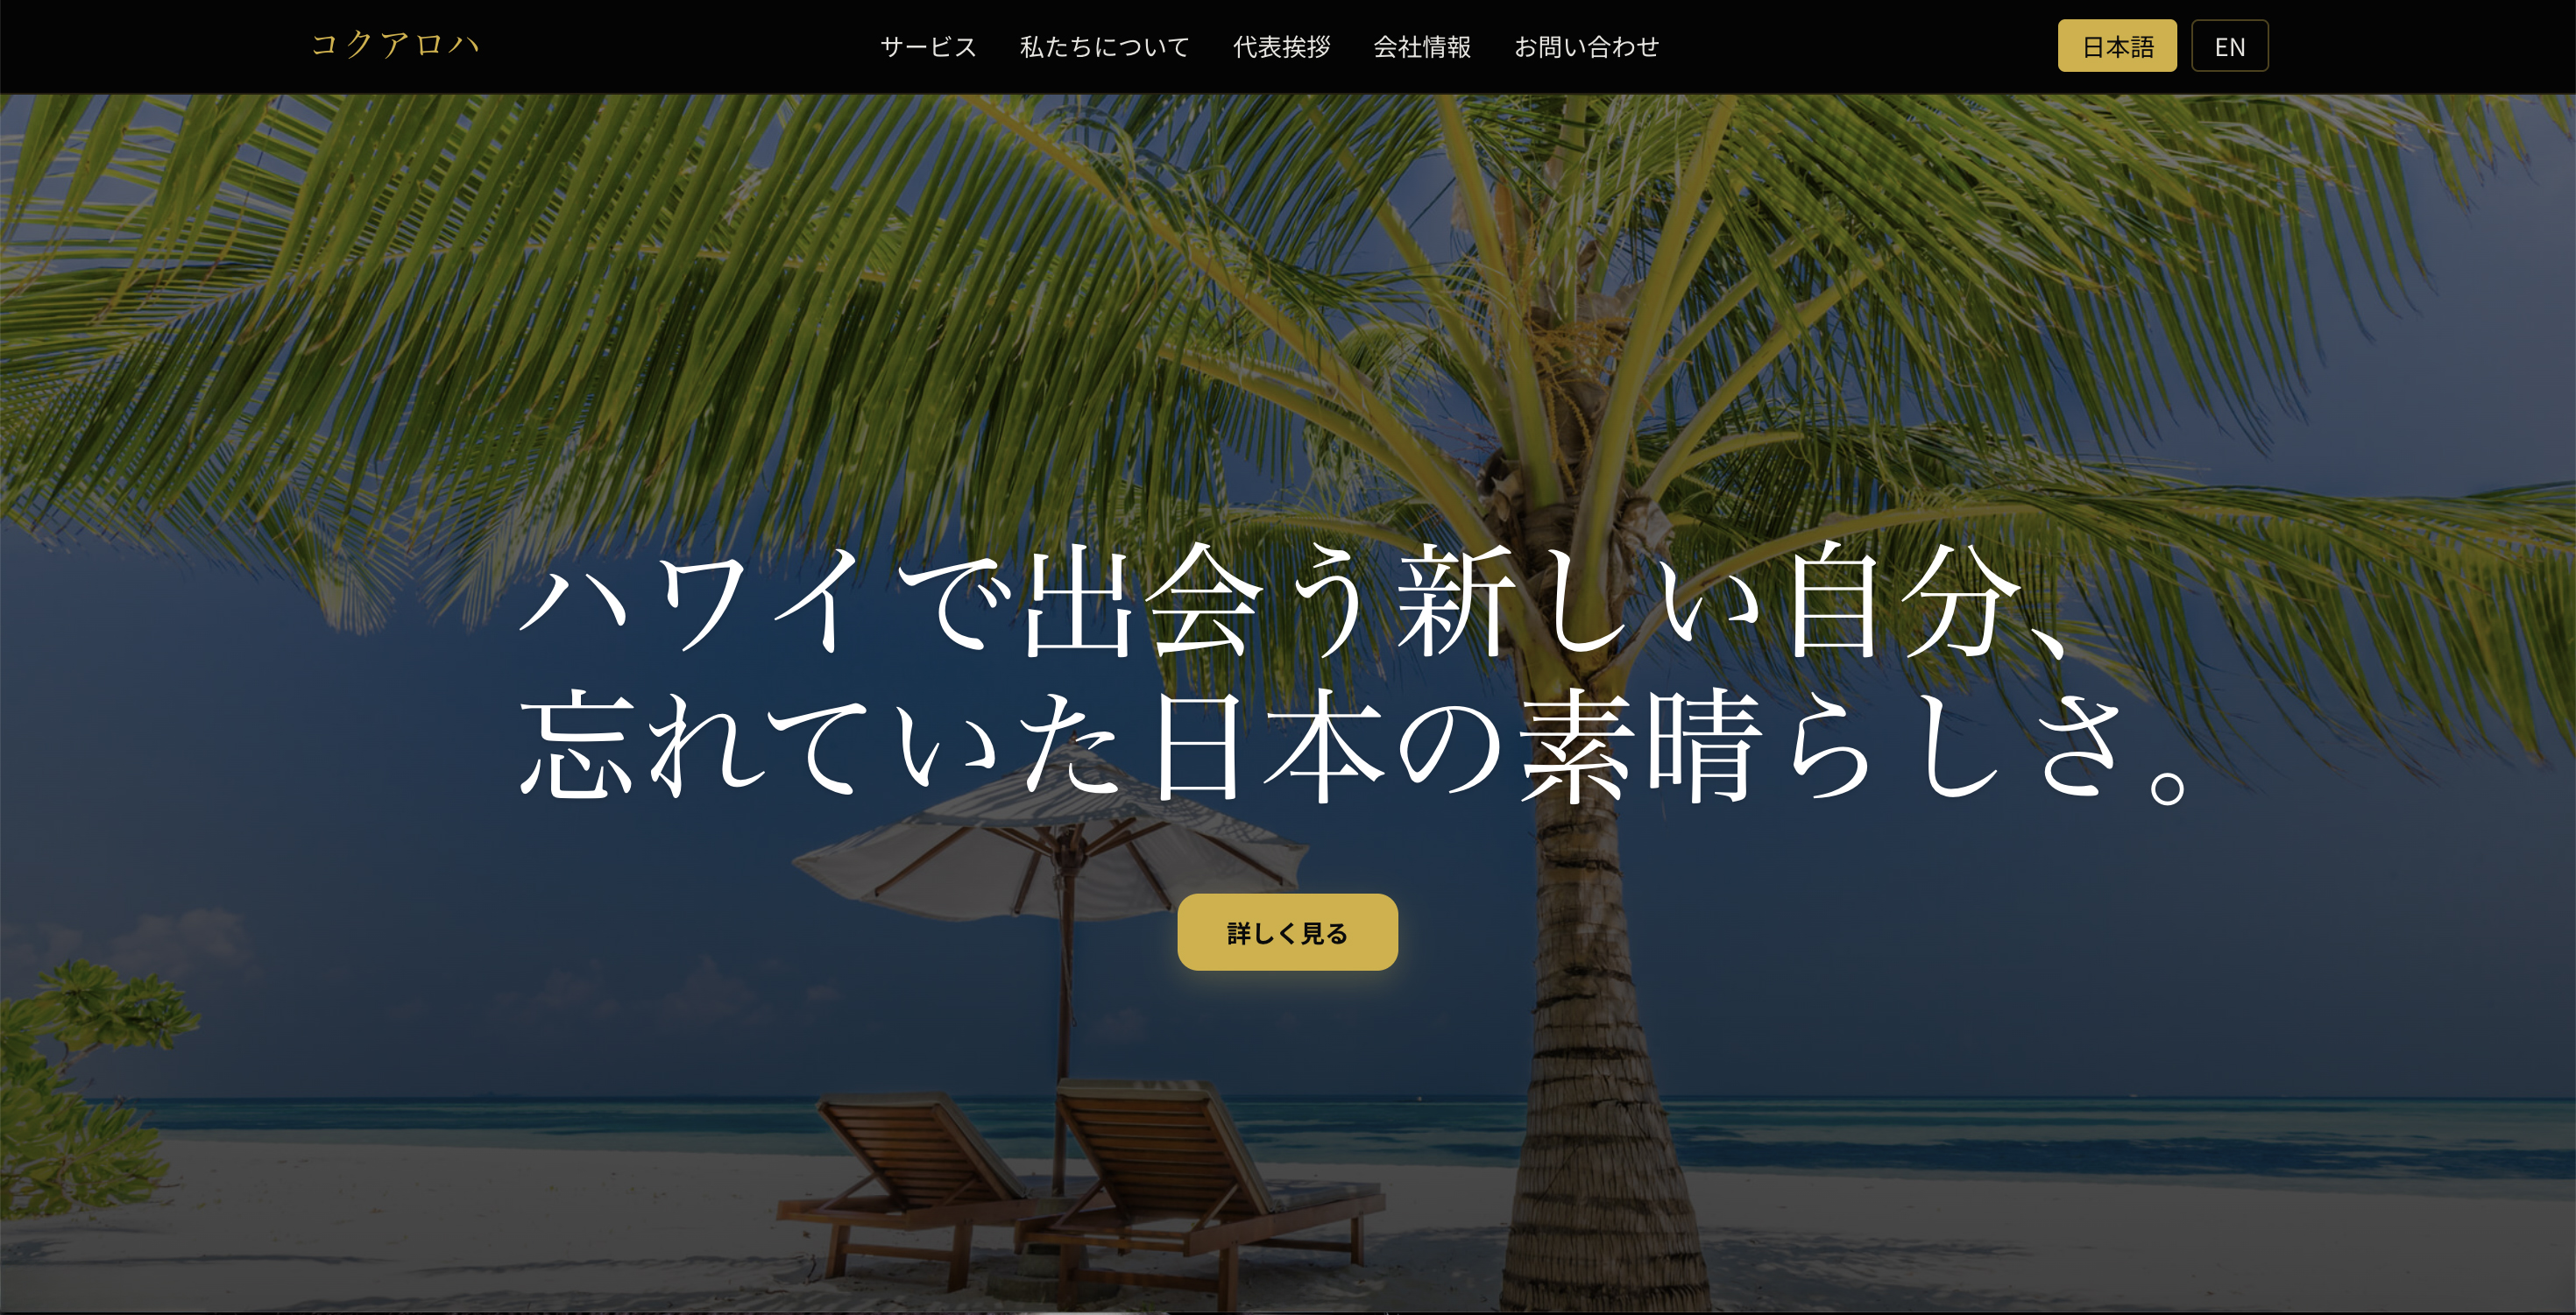 コクアロハ
サービス 私たちについて 代表挨拶 会社情報 お問い合わせ
日本語 EN
ハワイで出会う新しい自分、
忘れていた日本の素晴らしさ。
詳しく見る